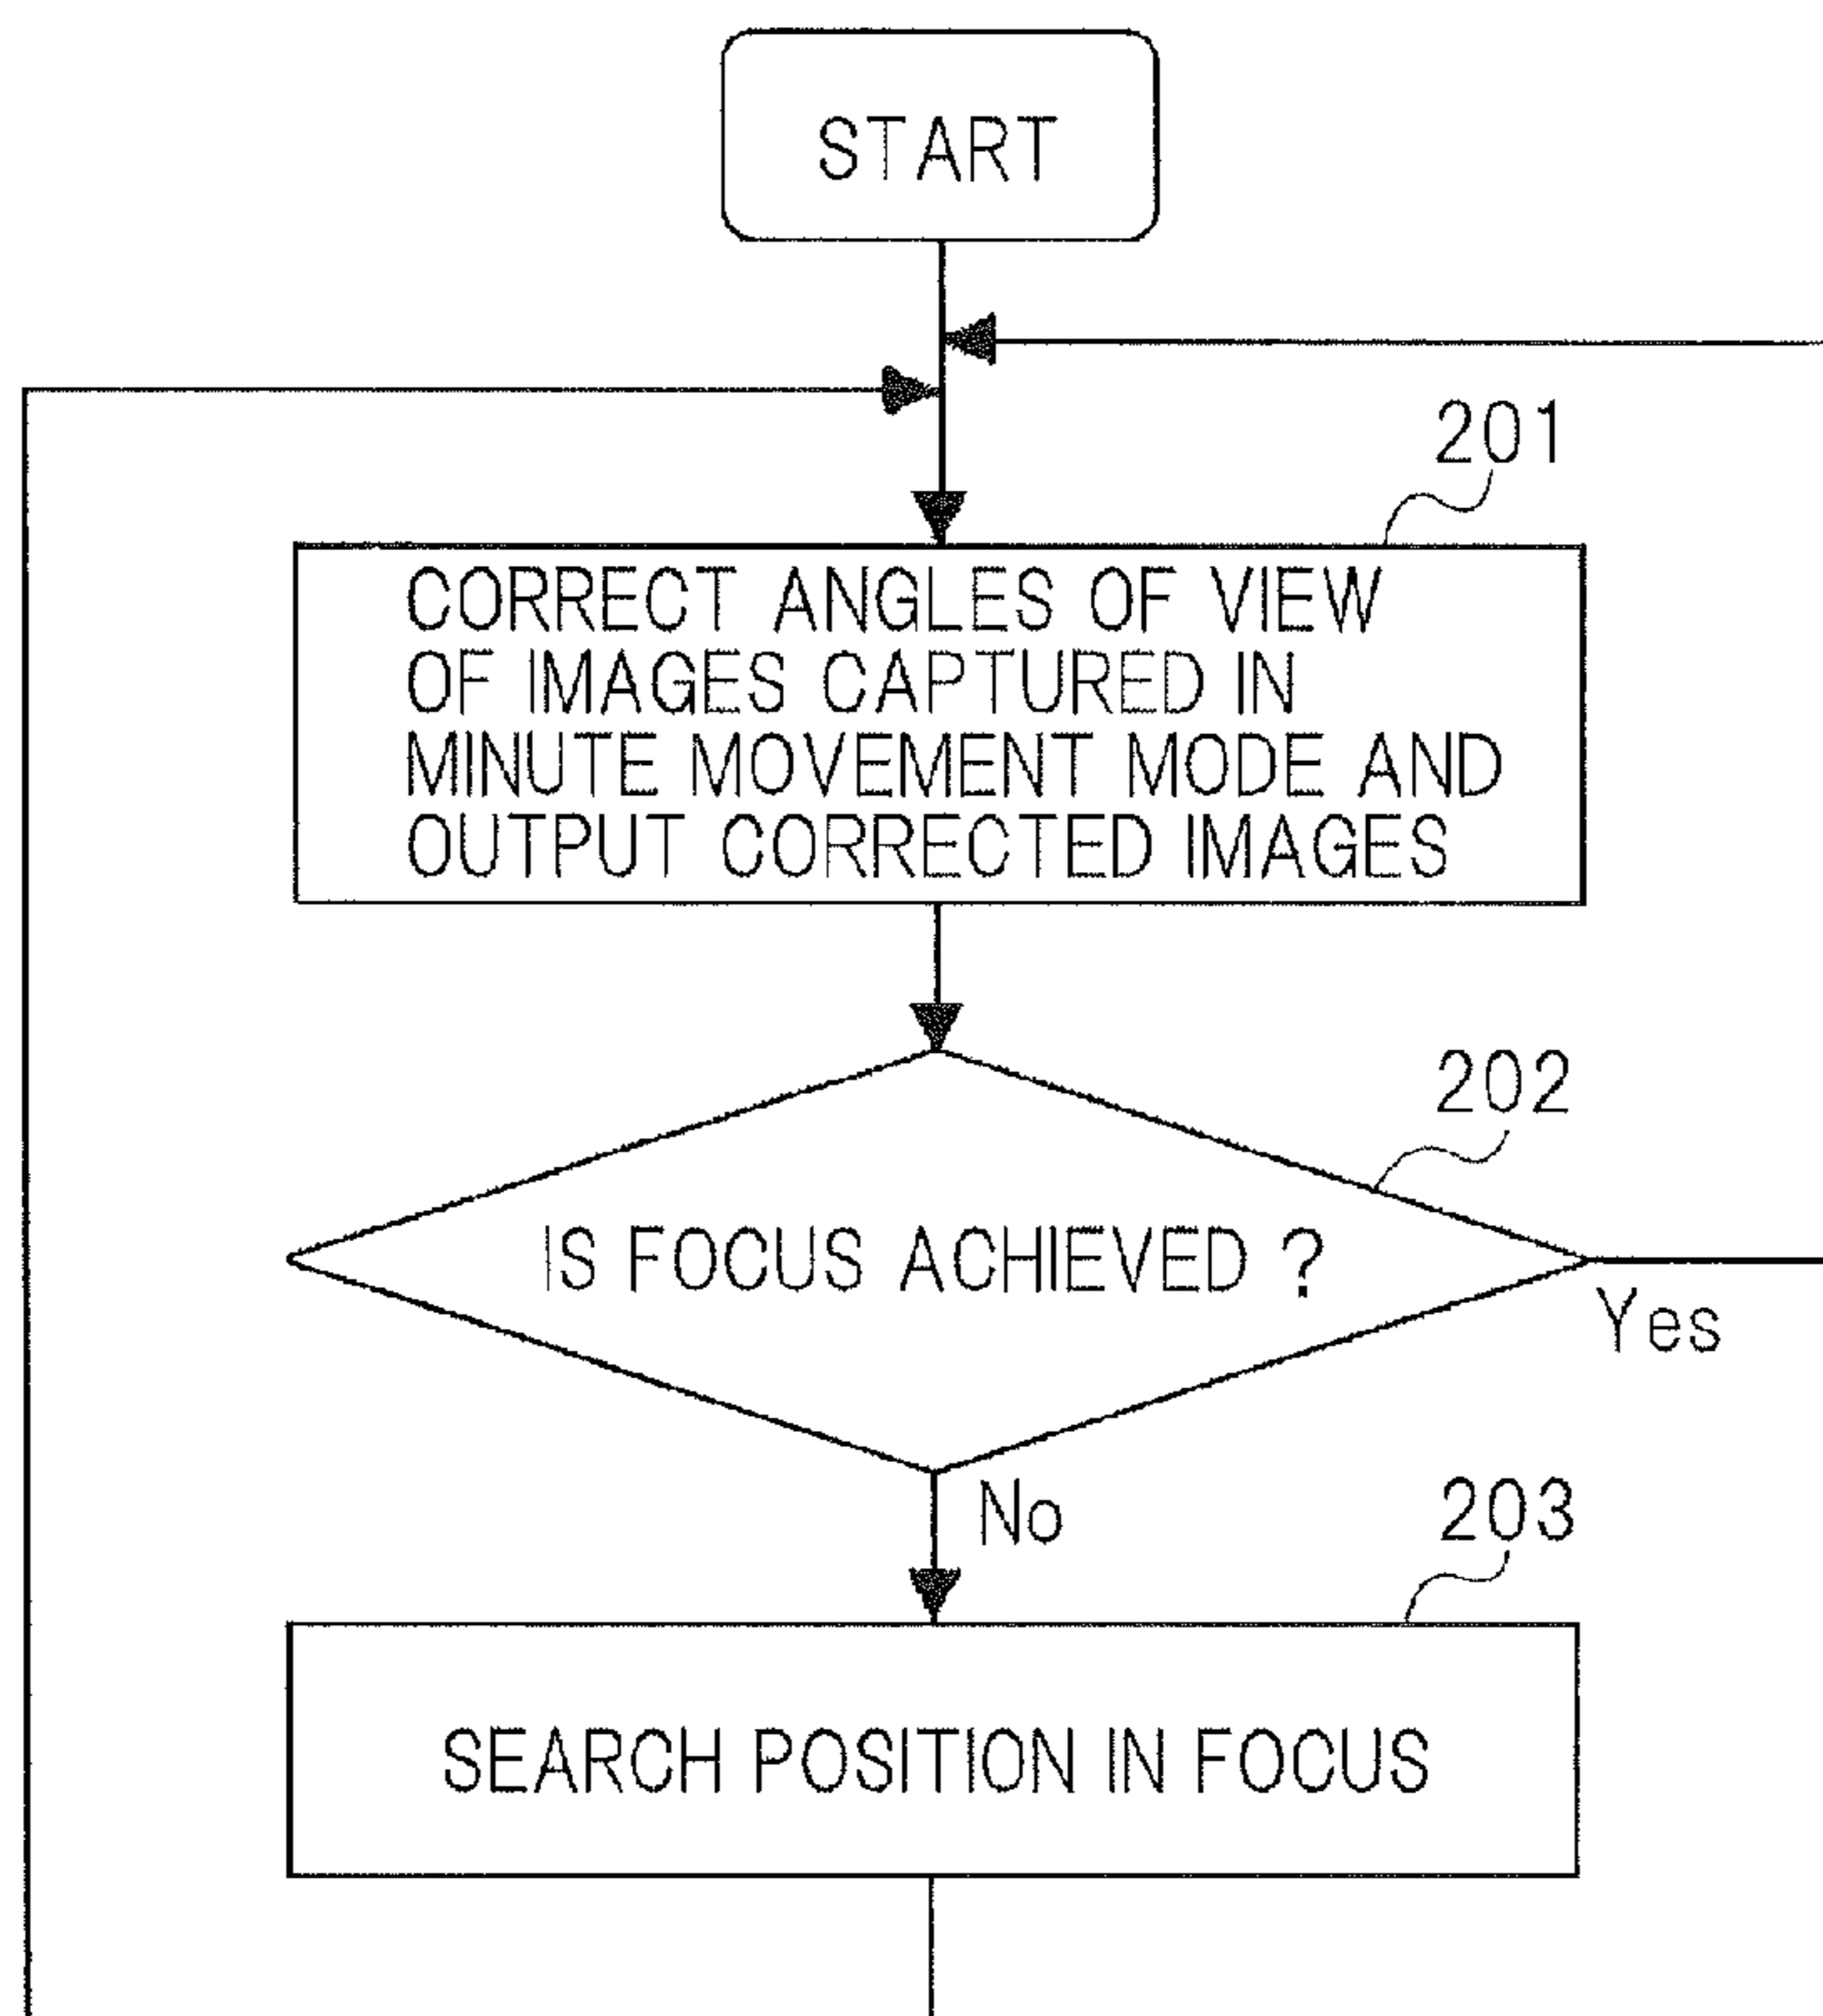 START
201
CORRECT ANGLES OF VIEW
OF IMAGES CAPTURED IN
MINUTE MOVEMENT MODE AND
OUTPUT CORRECTED IMAGES
202
IS FOCUS ACHIEVED ?
Yes
No
203
SEARCH POSITION IN FOCUS